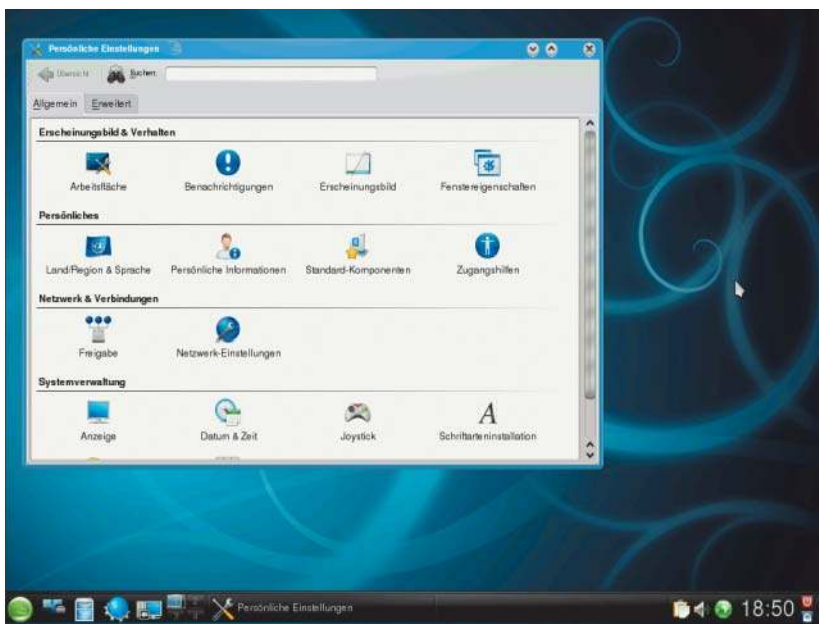 Persönliche Einstellungen
Übersicht Suchen:
Allgemein Erweitert
Erscheinungsbild & Verhalten
Arbeitsfläche Benachrichtigungen Erscheinungsbild Fenstereigenschaften
Persönliches
Land/Region & Sprache Persönliche Informationen Standard-Komponenten Zugangshilfen
Netzwerk & Verbindungen
Freigabe Netzwerk-Einstellungen
Systemverwaltung
Anzeige Datum & Zeit Joystick Schriftarteninstallation
Persönliche Einstellungen 18:50